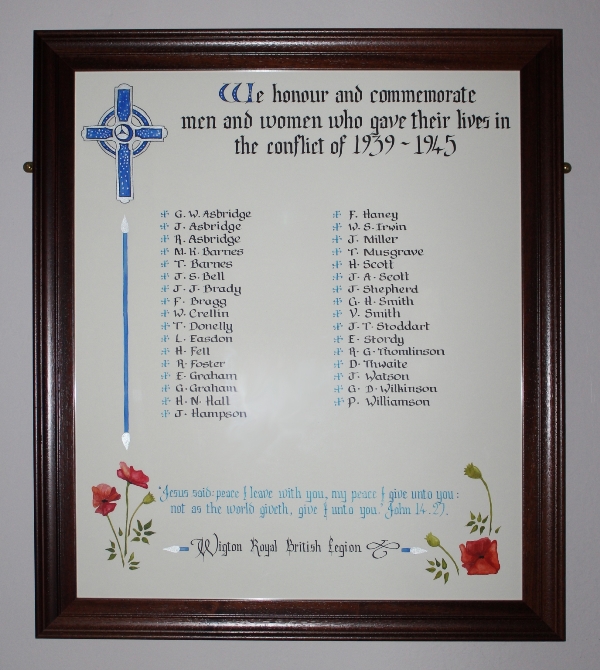 We honour and commemorate
men and women who gave their lives in
the conflict of 1939 ~ 1945
G. W. Asbridge
J. Asbridge
A. Asbridge
M. K. Barnes
T. Barnes
J. S. Bell
J. J. Brady
F. Bragg
W. Crellin
T. Donelly
L. Easdon
H. Fell
R. Foster
E. Graham
G. Graham
H. N. Hall
J. Hampson
F. Haney
W. S. Irwin
J. Miller
T. Musgrave
H. Scott
J. A. Scott
J. Shepherd
G. H. Smith
V. Smith
J. T. Stoddart
E. Stordy
R. G. Thomlinson
D. Thwaite
J. Watson
G. D. Wilkinson
P. Williamson
'Jesus said: peace I leave with you, my peace I give unto you:
not as the world giveth, give I unto you.' John 14. 27.
Wigton Royal British Legion